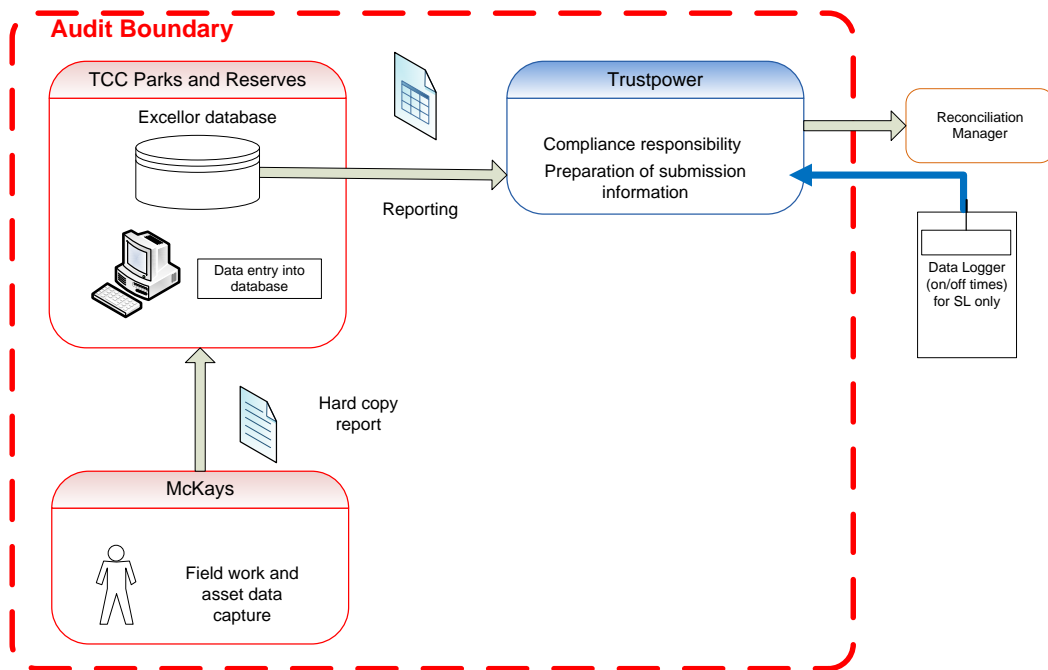 Audit Boundary
TCC Parks and Reserves
Excellor database
Data entry into
database
Reporting
Trustpower
Compliance responsibility
Preparation of submission
information
Reconciliation
Manager
Data Logger
(on/off times)
for SL only
Hard copy
report
McKays
Field work and
asset data
capture